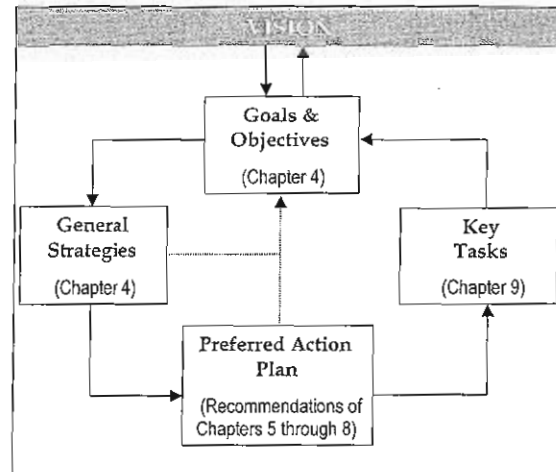 VISION
Goals &
Objectives
(Chapter 4)
General
Strategies
(Chapter 4)
Key
Tasks
(Chapter 9)
Preferred Action
Plan
(Recommendations of
Chapters 5 through 8)